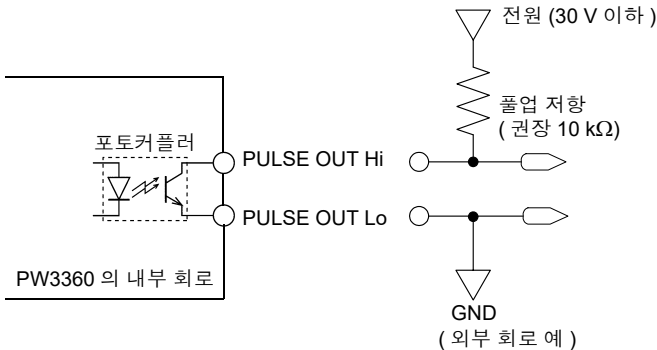 전원 (30 V 이하 )
풀업 저항
( 권장 10 kΩ)
포토커플러
PULSE OUT Hi
PULSE OUT Lo
PW3360 의 내부 회로
GND
( 외부 회로 예 )